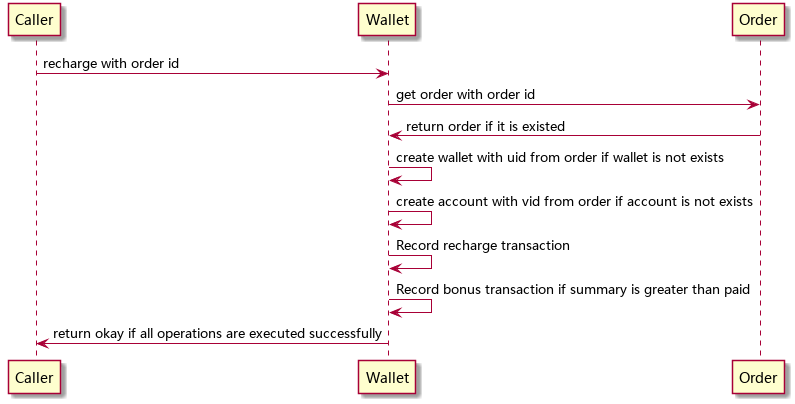 Caller
Wallet
Order
recharge with order id
get order with order id
return order if it is existed
create wallet with uid from order if wallet is not exists
create account with vid from order if account is not exists
Record recharge transaction
Record bonus transaction if summary is greater than paid
return okay if all operations are executed successfully
Caller
Wallet
Order